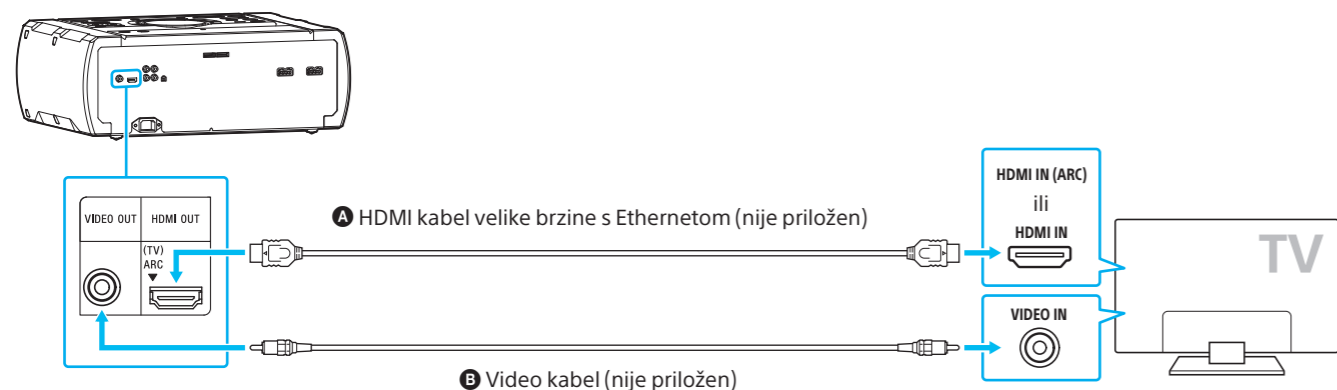 VIDEO OUT
HDMI OUT
(TV)
ARC
A HDMI kabel velike brzine s Ethernetom (nije priložen)
HDMI IN (ARC)
ili
HDMI IN
TV
VIDEO IN
B Video kabel (nije priložen)